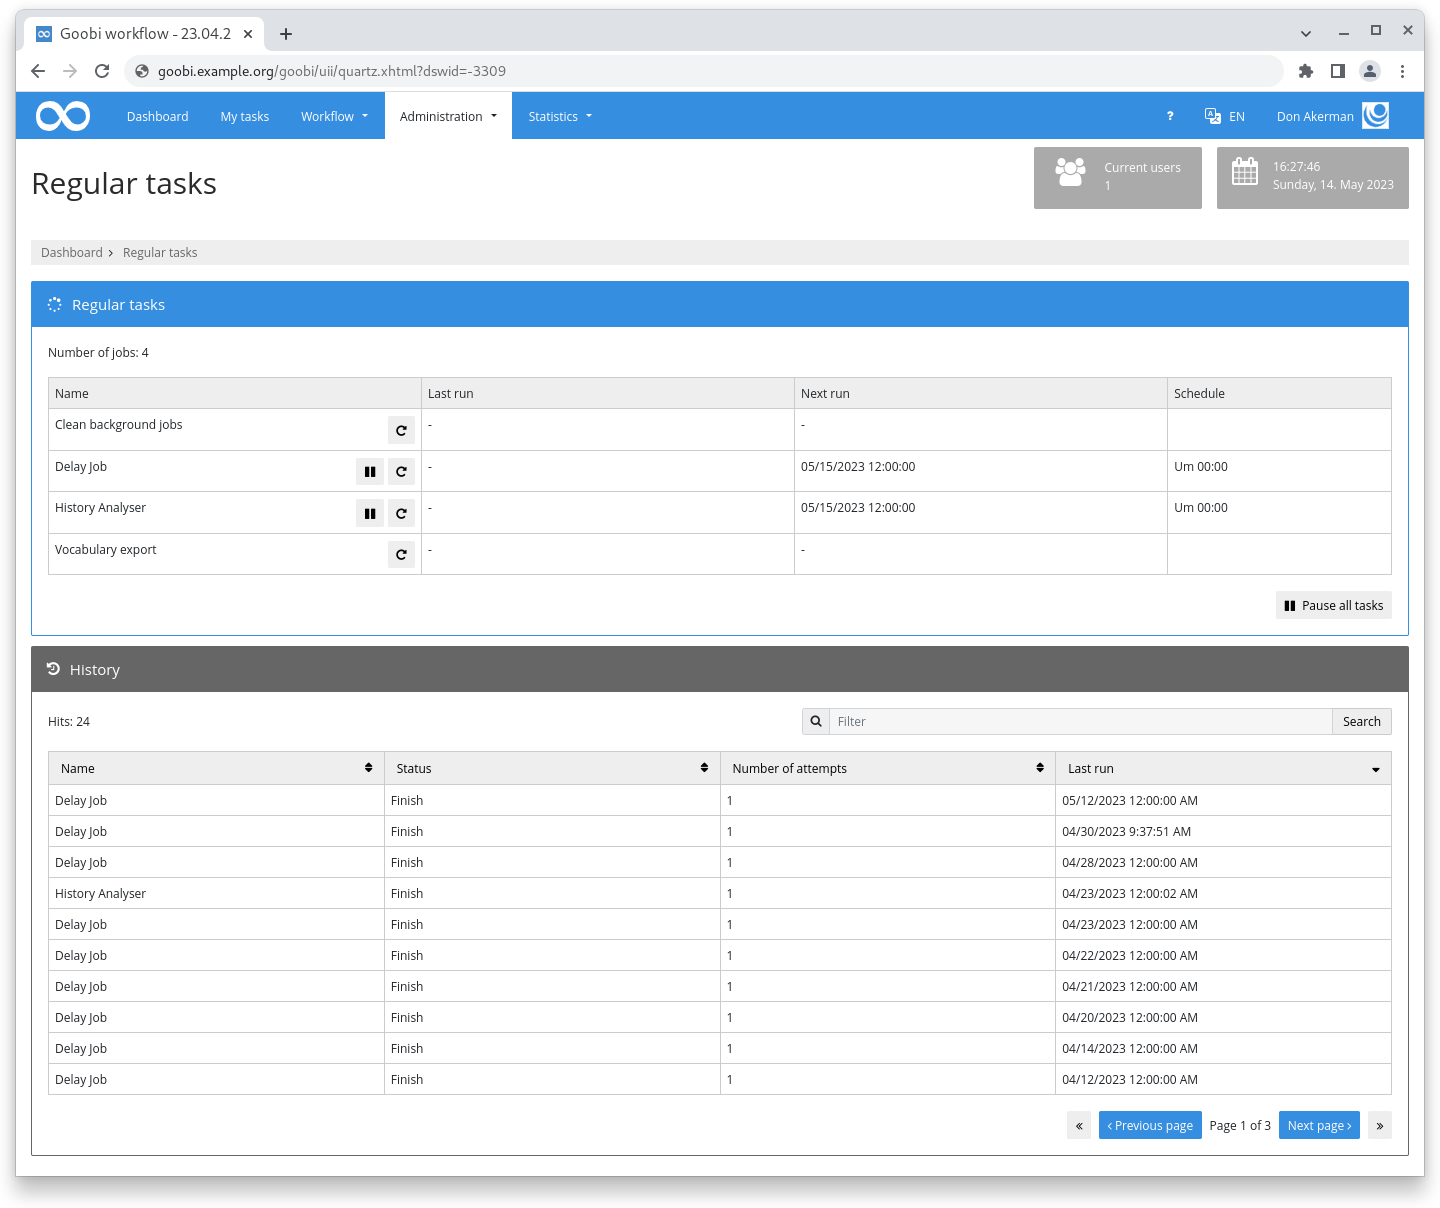 Goobi workflow - 23.04.2
goobi.example.org/goobi/uii/quartz.xhtml?dswid=-3309
Dashboard My tasks Workflow Administration Statistics ? EN Don Akerman
Regular tasks
Current users
1
16:27:46
Sunday, 14. May 2023
Dashboard Regular tasks
Regular tasks
Number of jobs: 4
Name Last run Next run Schedule
Clean background jobs - -
Delay Job - 05/15/2023 12:00:00 Um 00:00
History Analyser - 05/15/2023 12:00:00 Um 00:00
Vocabulary export - -
Pause all tasks
History
Hits: 24 Filter Search
Name Status Number of attempts Last run
Delay Job Finish 1 05/12/2023 12:00:00 AM
Delay Job Finish 1 04/30/2023 9:37:51 AM
Delay Job Finish 1 04/28/2023 12:00:00 AM
History Analyser Finish 1 04/23/2023 12:00:02 AM
Delay Job Finish 1 04/23/2023 12:00:00 AM
Delay Job Finish 1 04/22/2023 12:00:00 AM
Delay Job Finish 1 04/21/2023 12:00:00 AM
Delay Job Finish 1 04/20/2023 12:00:00 AM
Delay Job Finish 1 04/14/2023 12:00:00 AM
Delay Job Finish 1 04/12/2023 12:00:00 AM
« ‹ Previous page Page 1 of 3 Next page › »